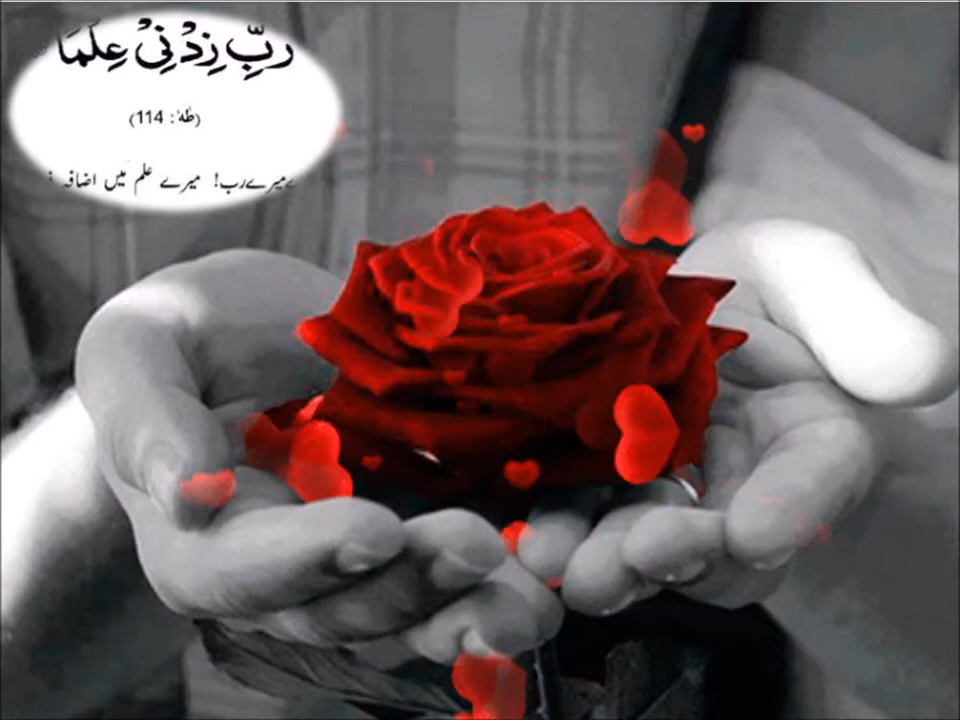 رَبِّ زِدْنِیْ عِلْمَا
(طٰهٰ: 114)
میرے رب! میرے علم میں اضافہ